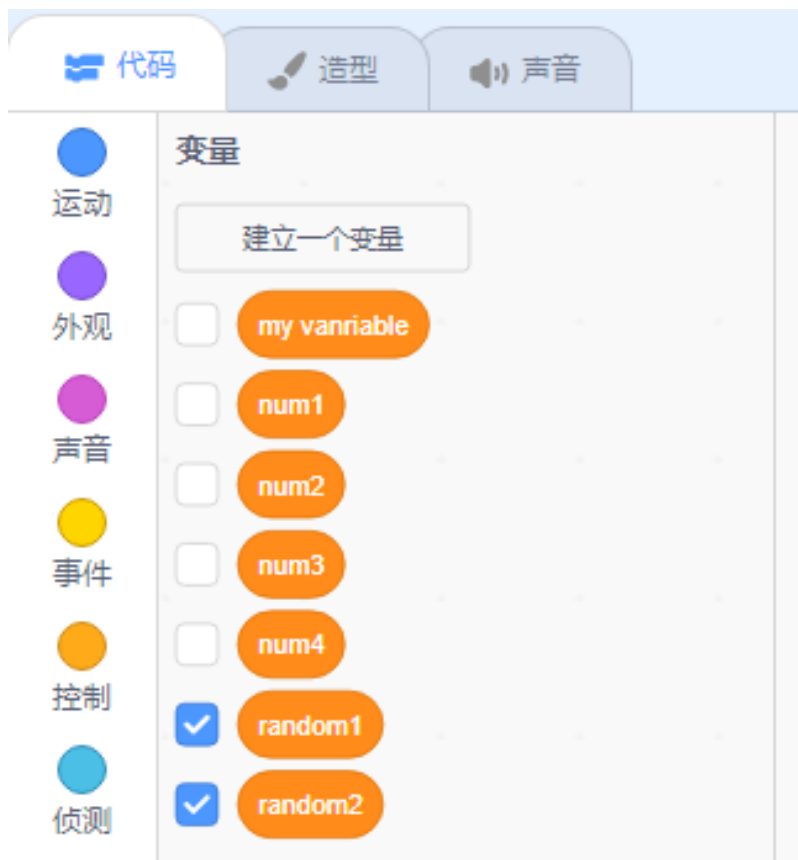 代码 造型 声音
变量
运动
建立一个变量
外观
my vanriable
声音
num1
num2
事件
num3
控制
num4
random1
侦测
random2